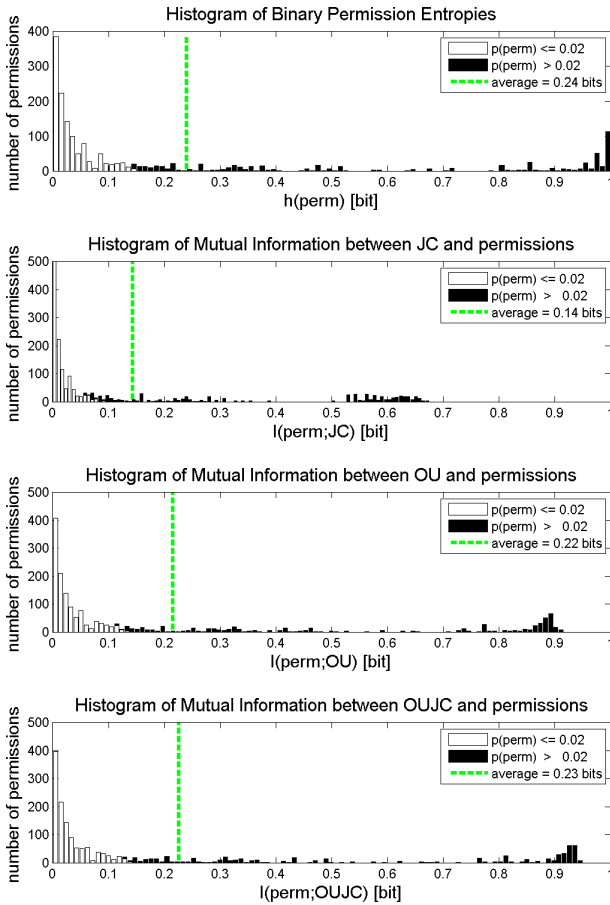 Histogram of Binary Permission Entropies
number of permissions
400
300
200
100
0
p(perm) <= 0.02
p(perm) > 0.02
average = 0.24 bits
0 0.1 0.2 0.3 0.4 0.5 0.6 0.7 0.8 0.9 1
h(perm) [bit]
Histogram of Mutual Information between JC and permissions
number of permissions
500
400
300
200
100
0
p(perm) <= 0.02
p(perm) > 0.02
average = 0.14 bits
0 0.1 0.2 0.3 0.4 0.5 0.6 0.7 0.8 0.9 1
I(perm;JC) [bit]
Histogram of Mutual Information between OU and permissions
number of permissions
500
400
300
200
100
0
p(perm) <= 0.02
p(perm) > 0.02
average = 0.22 bits
0 0.1 0.2 0.3 0.4 0.5 0.6 0.7 0.8 0.9 1
I(perm;OU) [bit]
Histogram of Mutual Information between OUJC and permissions
number of permissions
500
400
300
200
100
0
p(perm) <= 0.02
p(perm) > 0.02
average = 0.23 bits
0 0.1 0.2 0.3 0.4 0.5 0.6 0.7 0.8 0.9 1
I(perm;OUJC) [bit]